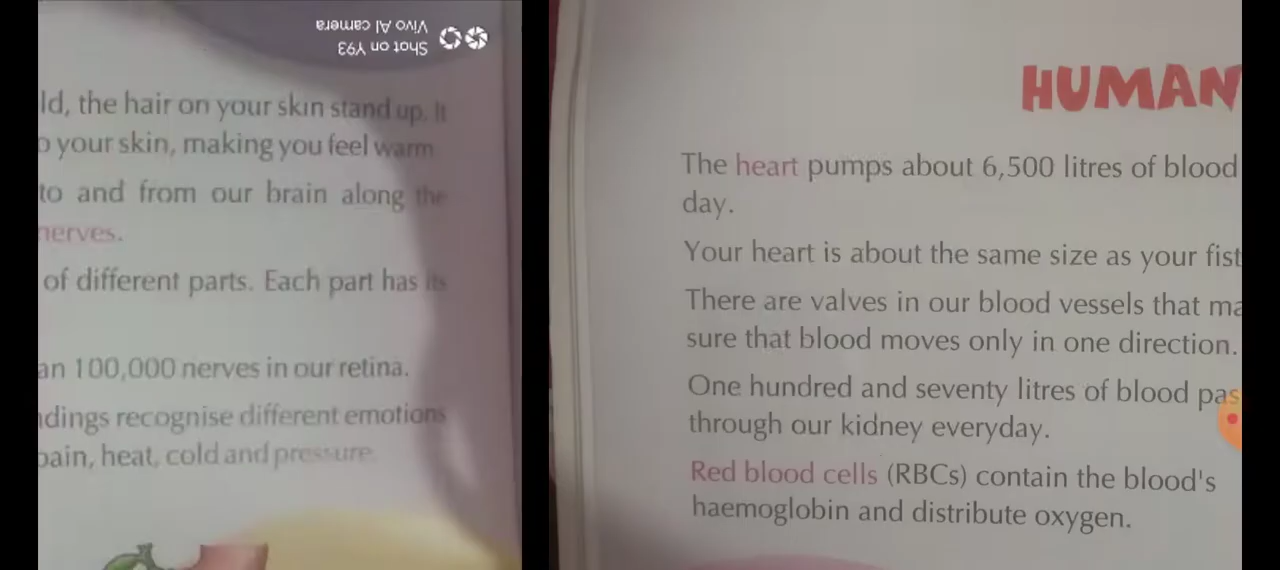 Shot on Y93
Vivo AI camera
ld, the hair on your skin stand up. It
o your skin, making you feel warm
to and from our brain along the
nerves.
of different parts. Each part has its
an 100,000 nerves in our retina.
dings recognise different emotions
pain, heat, cold and pressure.
HUMAN
The heart pumps about 6,500 litres of blood
day.
Your heart is about the same size as your fist
There are valves in our blood vessels that ma
sure that blood moves only in one direction.
One hundred and seventy litres of blood pas
through our kidney everyday.
Red blood cells (RBCs) contain the blood's
haemoglobin and distribute oxygen.